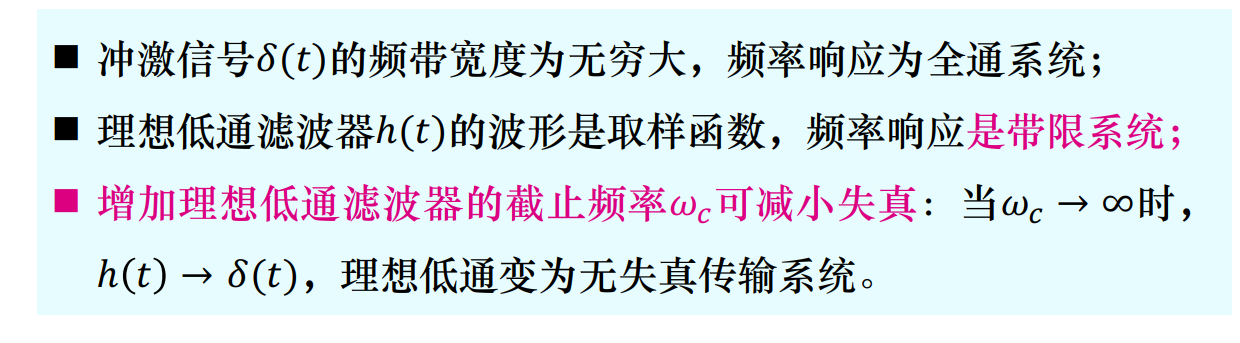 ■ 冲激信号δ(t)的频带宽度为无穷大，频率响应为全通系统；
■ 理想低通滤波器h(t)的波形是取样函数，频率响应是带限系统；
■ 增加理想低通滤波器的截止频率ω_c可减小失真：当ω_c → ∞时，
h(t) → δ(t)，理想低通变为无失真传输系统。